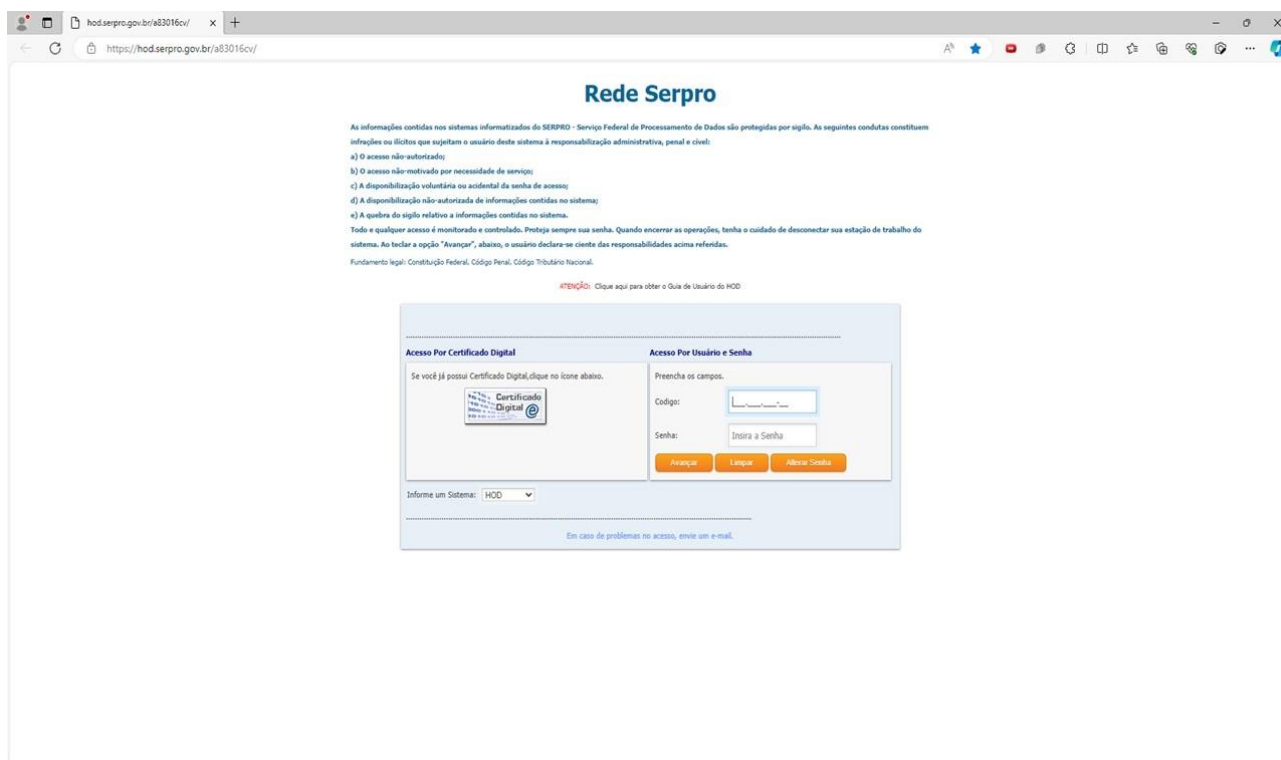 hod.serpro.gov.br/a83016cv/
https://hod.serpro.gov.br/a83016cv/
Rede Serpro
As informações contidas nos sistemas informatizados do SERPRO - Serviço Federal de Processamento de Dados são protegidas por sigilo. As seguintes condutas constituem
infrações ou ilícitos que sujeitam o usuário deste sistema à responsabilização administrativa, penal e cível:
a) O acesso não-autorizado;
b) O acesso não-motivado por necessidade de serviço;
c) A disponibilização voluntária ou acidental da senha de acesso;
d) A disponibilização não-autorizada de informações contidas no sistema;
e) A quebra do sigilo relativo a informações contidas no sistema.
Todo e qualquer acesso é monitorado e controlado. Proteja sempre sua senha. Quando encerrar as operações, tenha o cuidado de desconectar sua estação de trabalho do
sistema. Ao teclar a opção "Avançar", abaixo, o usuário declara-se ciente das responsabilidades acima referidas.
Fundamento legal: Constituição Federal, Código Penal, Código Tributário Nacional.
ATENÇÃO: Clique aqui para obter o Guia de Usuário do HOD
Acesso Por Certificado Digital
Se você já possui Certificado Digital,clique no ícone abaixo.
Certificado
Digital
Acesso Por Usuário e Senha
Preencha os campos.
Codigo: ___.___.___-__
Senha: Insira a Senha
Avançar Limpar Alterar Senha
Informe um Sistema: HOD
Em caso de problemas no acesso, envie um e-mail.